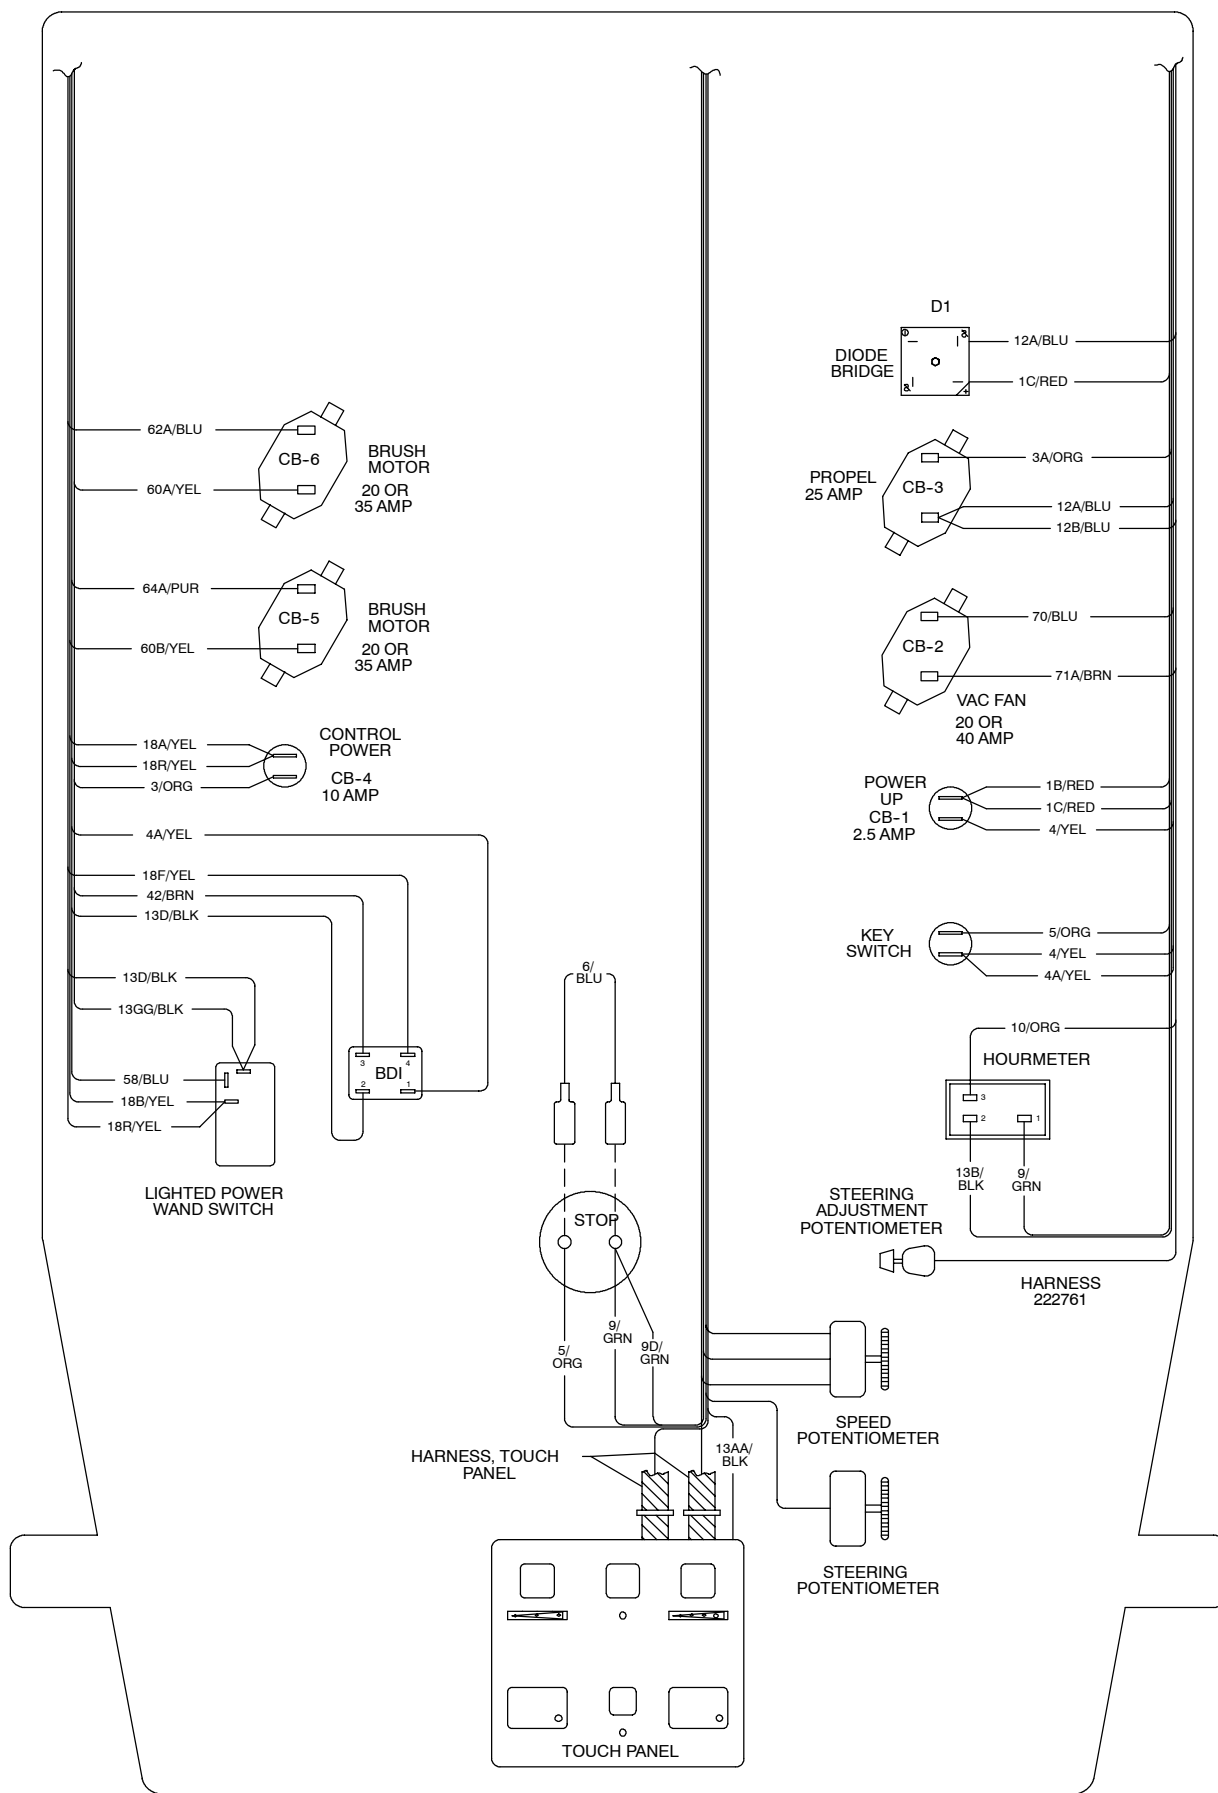 D1
DIODE
BRIDGE
12A/BLU
1C/RED
62A/BLU
CB-6
60A/YEL
BRUSH
MOTOR
20 OR
35 AMP
PROPEL
25 AMP
CB-3
3A/ORG
12A/BLU
12B/BLU
64A/PUR
CB-5
60B/YEL
BRUSH
MOTOR
20 OR
35 AMP
CB-2
70/BLU
71A/BRN
VAC FAN
20 OR
40 AMP
18A/YEL
18R/YEL
3/ORG
CONTROL
POWER
CB-4
10 AMP
POWER
UP
CB-1
2.5 AMP
1B/RED
1C/RED
4/YEL
4A/YEL
18F/YEL
42/BRN
13D/BLK
KEY
SWITCH
5/ORG
4/YEL
4A/YEL
13D/BLK
13GG/BLK
58/BLU
18B/YEL
18R/YEL
3
4
BDI
2
1
6/
BLU
10/ORG
HOURMETER
3
2
1
13B/
BLK
9/
GRN
LIGHTED POWER
WAND SWITCH
STOP
STEERING
ADJUSTMENT
POTENTIOMETER
HARNESS
222761
5/
ORG
9/
GRN
9D/
GRN
SPEED
POTENTIOMETER
HARNESS, TOUCH
PANEL
13AA/
BLK
STEERING
POTENTIOMETER
TOUCH PANEL